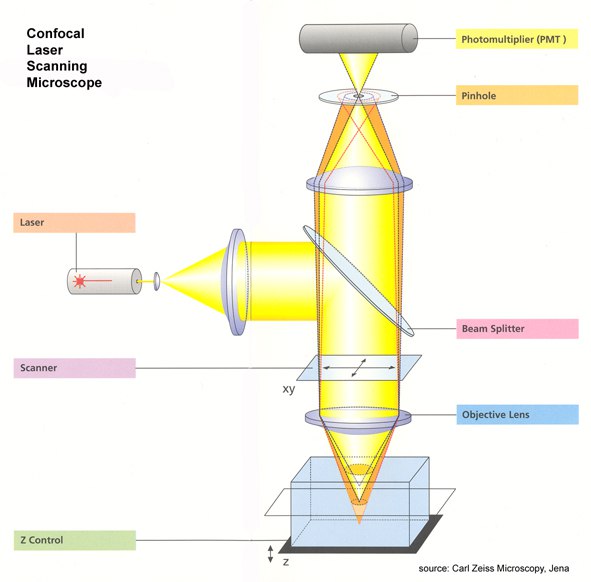 Confocal
Laser
Scanning
Microscope
Photomultiplier (PMT )
Pinhole
Laser
Beam Splitter
Scanner
xy
Objective Lens
Z Control
z
source: Carl Zeiss Microscopy, Jena